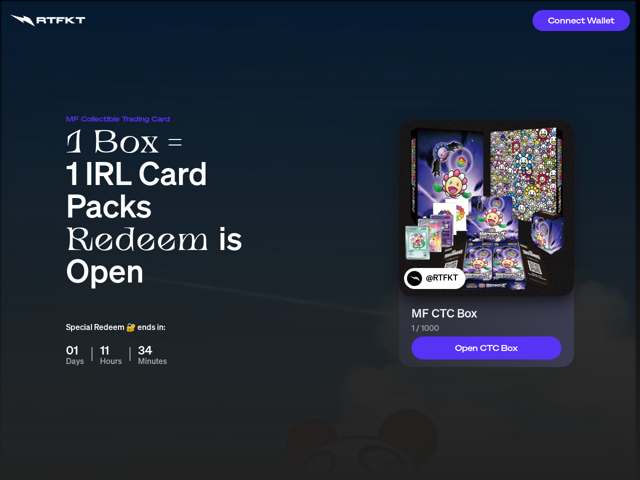 RTFKT
Connect Wallet
MF Collectible Trading Card
1 Box =
1 IRL Card
Packs
Redeem is
Open
Special Redeem 🔐 ends in:
01
Days
11
Hours
34
Minutes
@RTFKT
MF CTC Box
1 / 1000
Open CTC Box